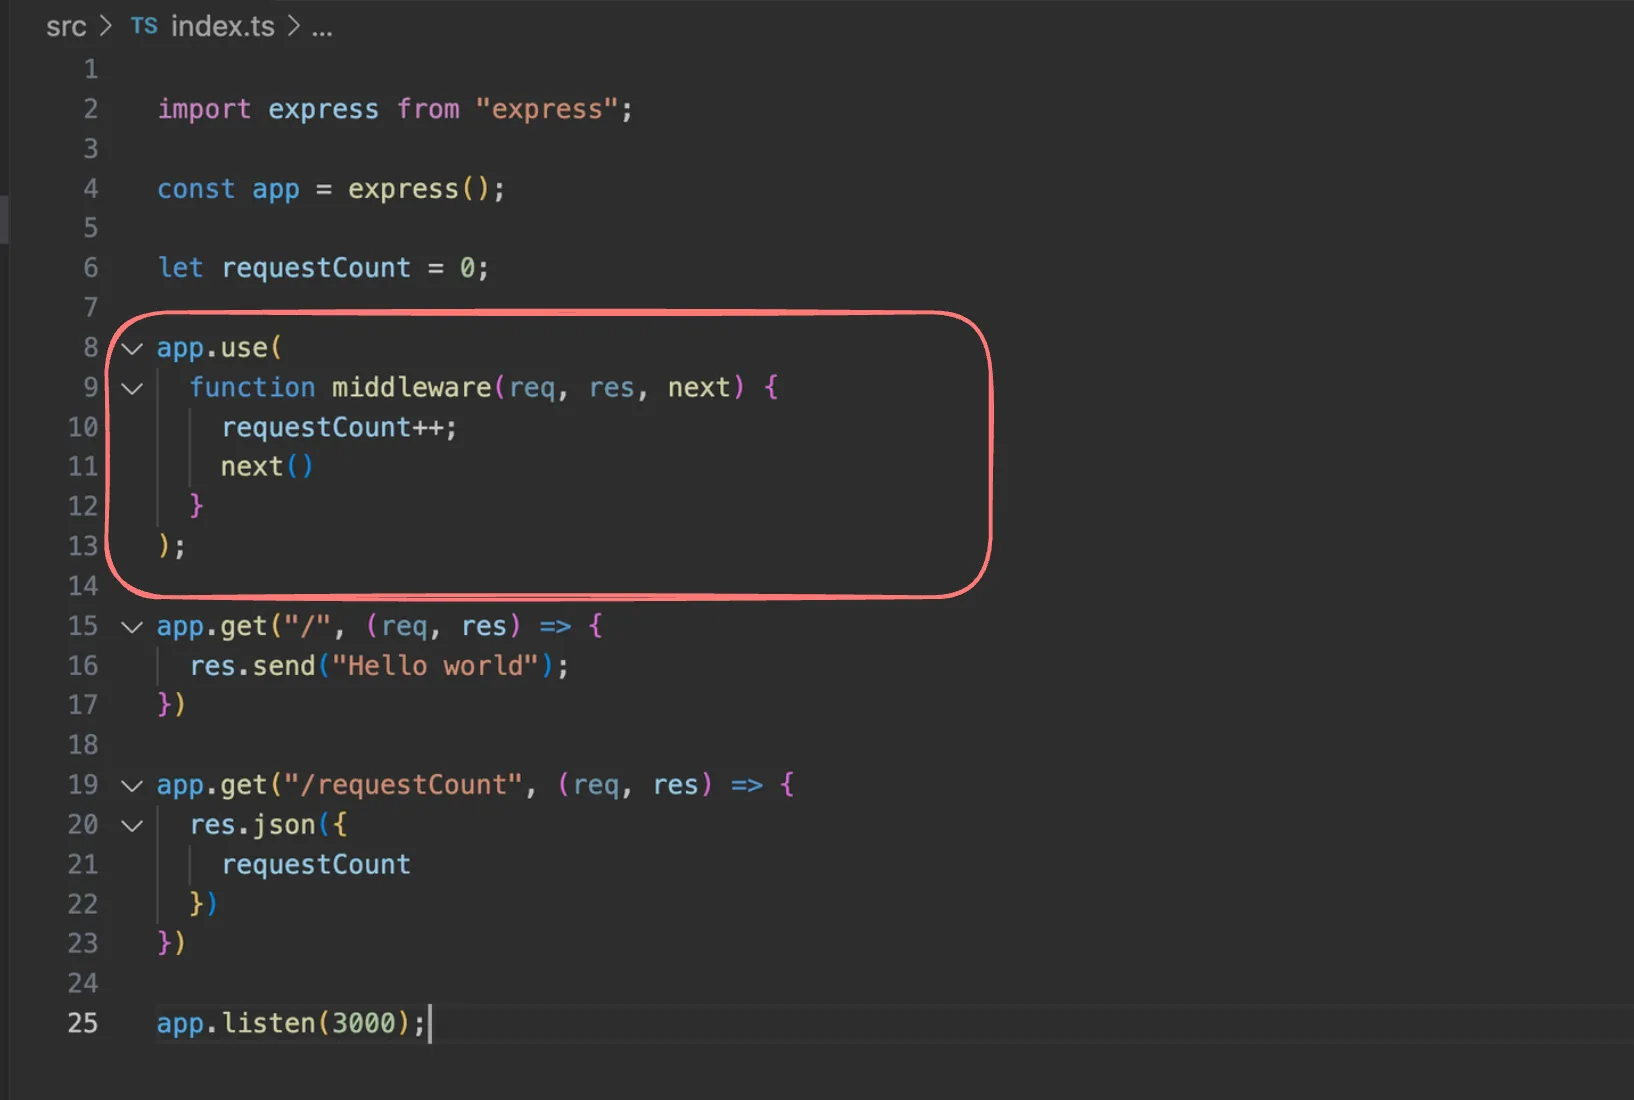 src > TS index.ts > ...
1
2 import express from "express";
3
4 const app = express();
5
6 let requestCount = 0;
7
8 app.use(
9   function middleware(req, res, next) {
10     requestCount++;
11     next()
12   }
13 );
14
15 app.get("/", (req, res) => {
16   res.send("Hello world");
17 })
18
19 app.get("/requestCount", (req, res) => {
20   res.json({
21     requestCount
22   })
23 })
24
25 app.listen(3000);